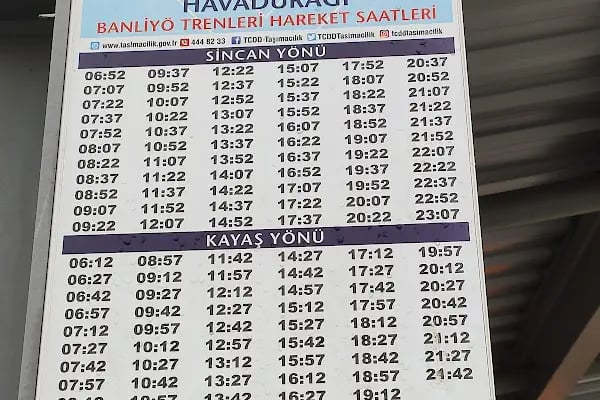 HAVADURAĞI
BANLİYÖ TRENLERİ HAREKET SAATLERİ
www.tasimacilik.gov.tr 444 82 33 TCDD-Taşımacılık TCDDTasimacilik tcddtasimacilik
SİNCAN YÖNÜ
06:52 09:37 12:22 15:07 17:52 20:37
07:07 09:52 12:37 15:22 18:07 20:52
07:22 10:07 12:52 15:37 18:22 21:07
07:37 10:22 13:07 15:52 18:37 21:22
07:52 10:37 13:22 16:07 18:52 21:37
08:07 10:52 13:37 16:22 19:07 21:52
08:22 11:07 13:52 16:37 19:22 22:07
08:37 11:22 14:07 16:52 19:37 22:22
08:52 11:37 14:22 17:07 19:52 22:37
09:07 11:52 14:37 17:22 20:07 22:52
09:22 12:07 14:52 17:37 20:22 23:07
KAYAŞ YÖNÜ
06:12 08:57 11:42 14:27 17:12 19:57
06:27 09:12 11:57 14:42 17:27 20:12
06:42 09:27 12:12 14:57 17:42 20:27
06:57 09:42 12:27 15:12 17:57 20:42
07:12 09:57 12:42 15:27 18:12 20:57
07:27 10:12 12:57 15:42 18:27 21:12
07:42 10:27 13:12 15:57 18:42 21:27
07:57 10:42 13:27 16:12 18:57 21:42
10:57 13:42 16:27 19:12